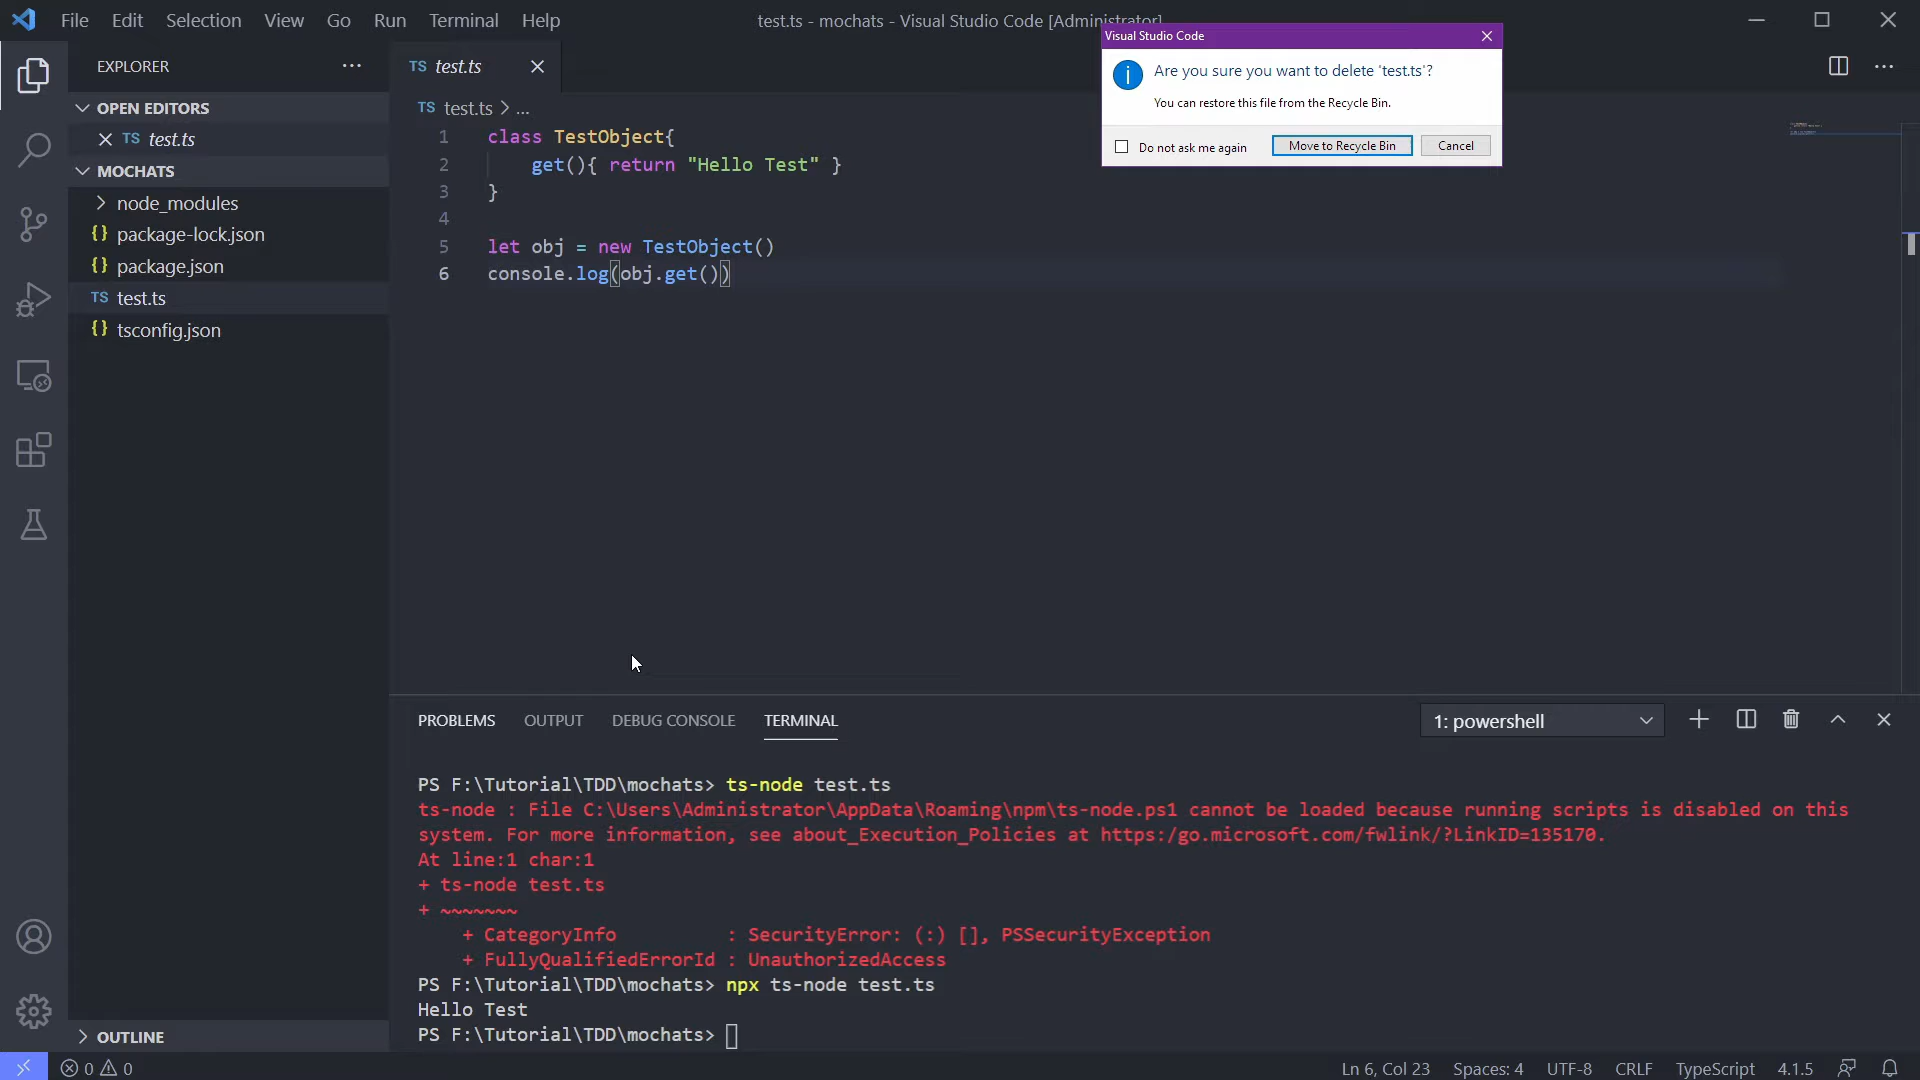 File Edit Selection View Go Run Terminal Help
test.ts - mochats - Visual Studio Code [Administrator]
Visual Studio Code
Are you sure you want to delete 'test.ts'?
You can restore this file from the Recycle Bin.
Do not ask me again
Move to Recycle Bin
Cancel
EXPLORER
OPEN EDITORS
TS test.ts
MOCHATS
node_modules
{} package-lock.json
{} package.json
TS test.ts
{} tsconfig.json
OUTLINE
TS test.ts
TS test.ts > ...
1 class TestObject{
2 get(){ return "Hello Test" }
3 }
4
5 let obj = new TestObject()
6 console.log(obj.get())
PROBLEMS OUTPUT DEBUG CONSOLE TERMINAL
1: powershell
PS F:\Tutorial\TDD\mochats> ts-node test.ts
ts-node : File C:\Users\Administrator\AppData\Roaming\npm\ts-node.ps1 cannot be loaded because running scripts is disabled on this
system. For more information, see about_Execution_Policies at https:/go.microsoft.com/fwlink/?LinkID=135170.
At line:1 char:1
+ ts-node test.ts
+ ~~~~~~~
+ CategoryInfo : SecurityError: (:) [], PSSecurityException
+ FullyQualifiedErrorId : UnauthorizedAccess
PS F:\Tutorial\TDD\mochats> npx ts-node test.ts
Hello Test
PS F:\Tutorial\TDD\mochats>
0 0
Ln 6, Col 23 Spaces: 4 UTF-8 CRLF TypeScript 4.1.5